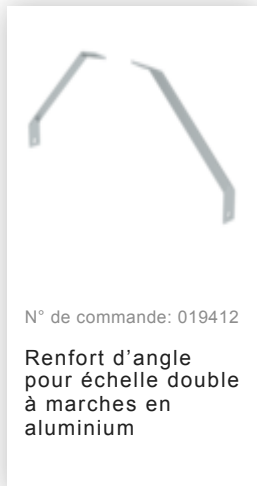 N° de commande: 019412
Renfort d’angle
pour échelle double
à marches en
aluminium